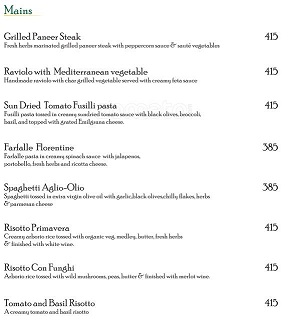 Mains
Grilled Paneer Steak 415
Fresh herbs marinated grilled paneer steak with peppercorn sauce & sauté vegetables
Raviolo with Mediterranean vegetable 415
Handmade raviolo with char grilled vegetable served with creamy feta sauce.
Sun Dried Tomato Fusilli pasta 415
Fusilli pasta tossed in creamy sundried tomato sauce with black olives, broccoli,
basil, and topped with grated Emilgrana cheese.
Farfalle Florentine 385
Farfalle pasta in creamy spinach sauce with jalapenos,
portobello, fresh herbs and ricotta cheese.
Spaghetti Aglio-Olio 385
Spaghetti tossed in extra virgin olive oil with garlic,black olives,chilly flakes, herbs
& parmesan cheese
Risotto Primavera 415
Creamy arborio rice tossed with organic veg. medley, butter, fresh herbs
& finished with white wine.
Risotto Con Funghi 415
Arborio rice tossed with wild mushrooms, peas, butter & finished with merlot wine.
Tomato and Basil Risotto 415
A creamy tomato and basil risotto